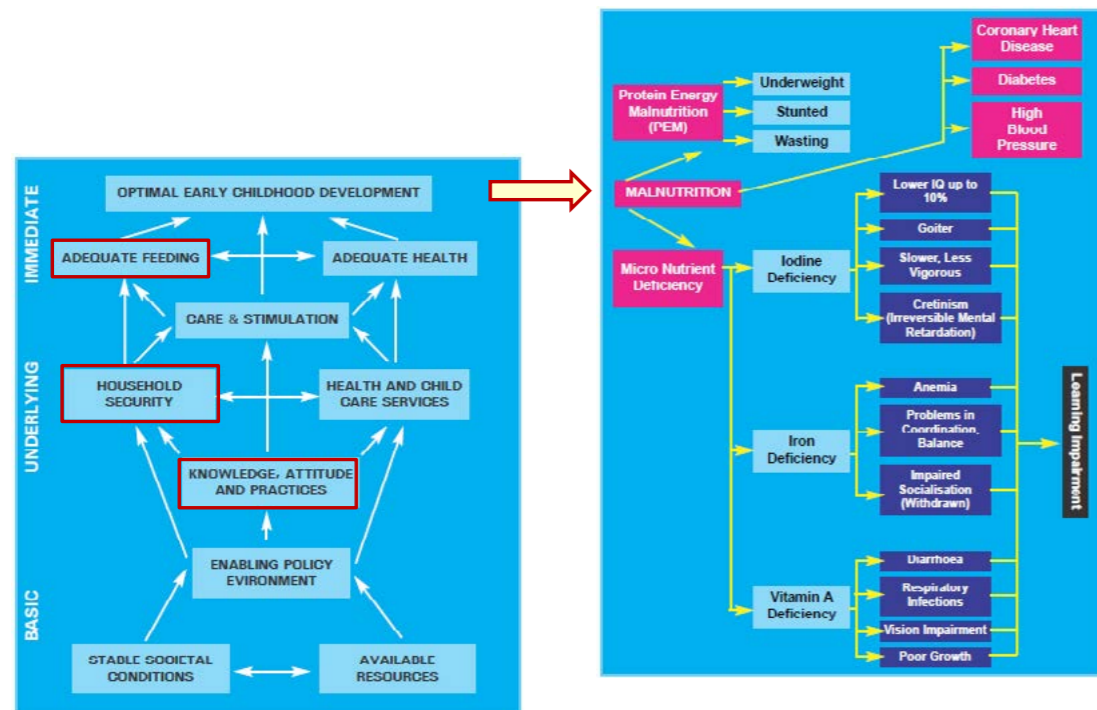 IMMEDIATE
UNDERLYING
BASIC
OPTIMAL EARLY CHILDHOOD DEVELOPMENT
ADEQUATE FEEDING
ADEQUATE HEALTH
CARE & STIMULATION
HOUSEHOLD
SECURITY
HEALTH AND CHILD
CARE SERVICES
KNOWLEDGE, ATTITUDE
AND PRACTICES
ENABLING POLICY
EVIRONMENT
STABLE SOCIETAL
CONDITIONS
AVAILABLE
RESOURCES
Coronary Heart
Disease
Diabetes
High
Blood
Pressure
Protein Energy
Malnutrition
(PEM)
Underweight
Stunted
Wasting
MALNUTRITION
Micro Nutrient
Deficiency
Iodine
Deficiency
Lower IQ up to
10%
Goiter
Slower, Less
Vigorous
Cretinism
(Irreversible Mental
Retardation)
Iron
Deficiency
Anemia
Problems in
Coordination,
Balance
Impaired
Socialisation
(Withdrawn)
Vitamin A
Deficiency
Diarrhoea
Respiratory
Infections
Vision Impairment
Poor Growth
Learning Impairment